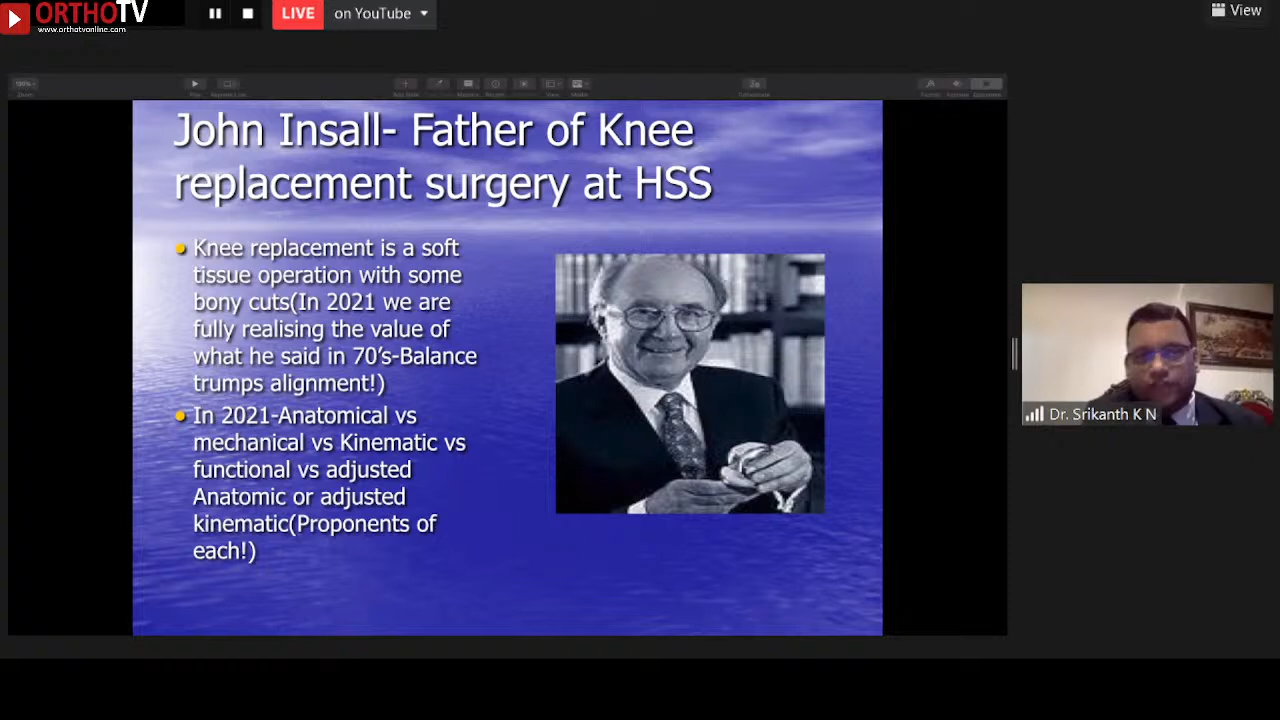 ORTHOTV
www.orthotvonline.com
LIVE
on YouTube
View
John Insall- Father of Knee
replacement surgery at HSS
Knee replacement is a soft
tissue operation with some
bony cuts(In 2021 we are
fully realising the value of
what he said in 70's-Balance
trumps alignment!)
In 2021-Anatomical vs
mechanical vs Kinematic vs
functional vs adjusted
Anatomic or adjusted
kinematic(Proponents of
each!)
Dr. Srikanth K N